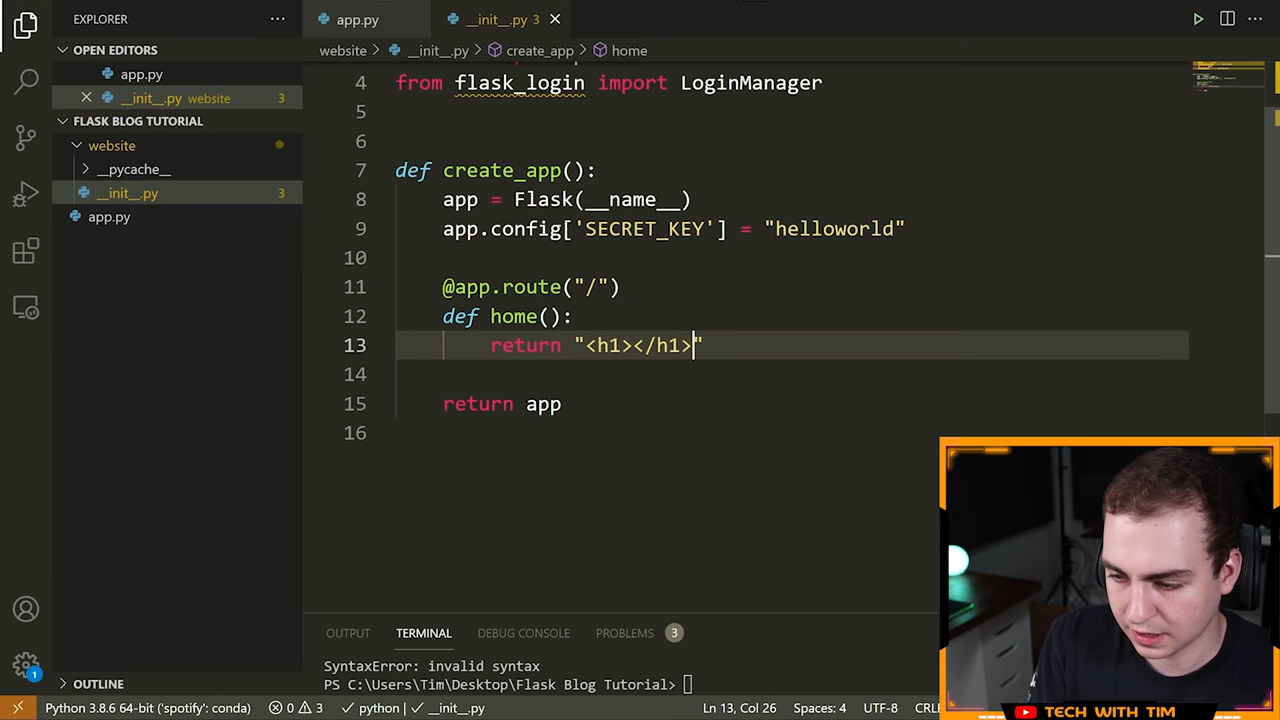 EXPLORER
app.py
__init__.py 3
OPEN EDITORS
website
__init__.py
create_app
home
app.py
__init__.py website 3
FLASK BLOG TUTORIAL
website
__pycache__
__init__.py 3
app.py
4 from flask_login import LoginManager
5
6
7 def create_app():
8 app = Flask(__name__)
9 app.config['SECRET_KEY'] = "helloworld"
10
11 @app.route("/")
12 def home():
13 return "<h1></h1>"
14
15 return app
16
OUTPUT TERMINAL DEBUG CONSOLE PROBLEMS 3
SyntaxError: invalid syntax
PS C:\Users\Tim\Desktop\Flask Blog Tutorial>
OUTLINE
1
Python 3.8.6 64-bit ('spotify': conda) 0 3 python | __init__.py Ln 13, Col 26 Spaces: 4 UTF-8
TECH WITH TIM